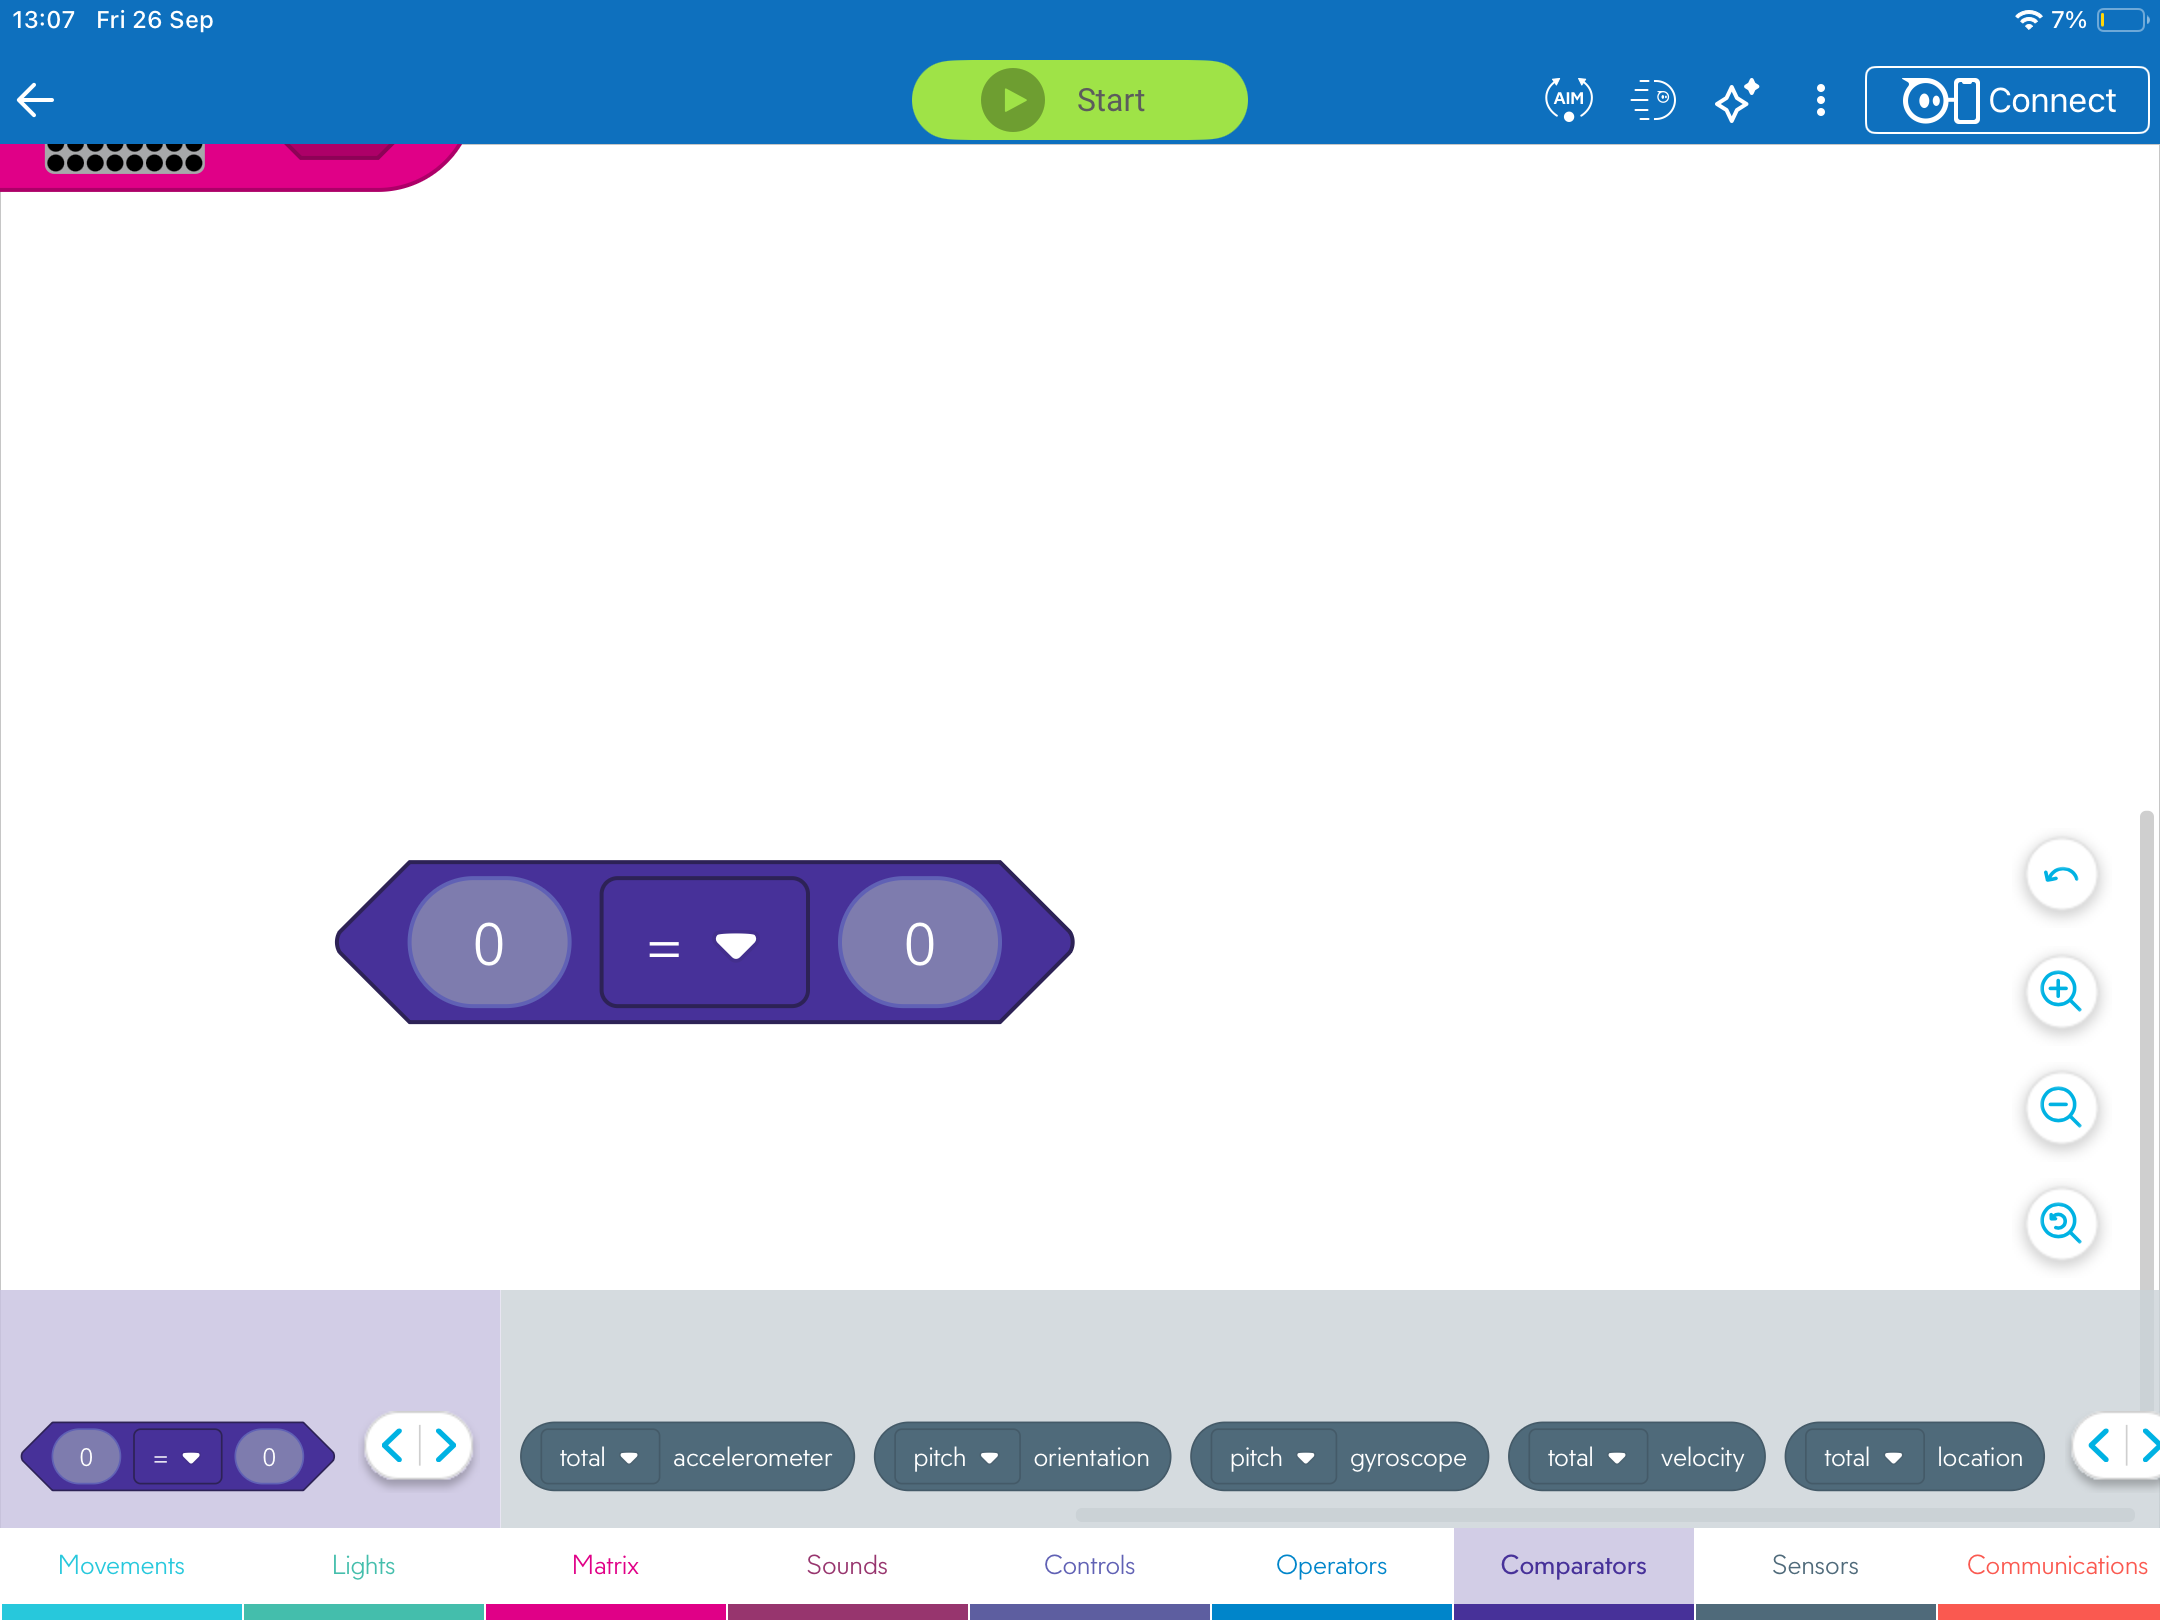 13:07 Fri 26 Sep 7%
Start AIM Connect
0 = 0
0 = 0 total accelerometer pitch orientation pitch gyroscope total velocity total location
Movements Lights Matrix Sounds Controls Operators Comparators Sensors Communications